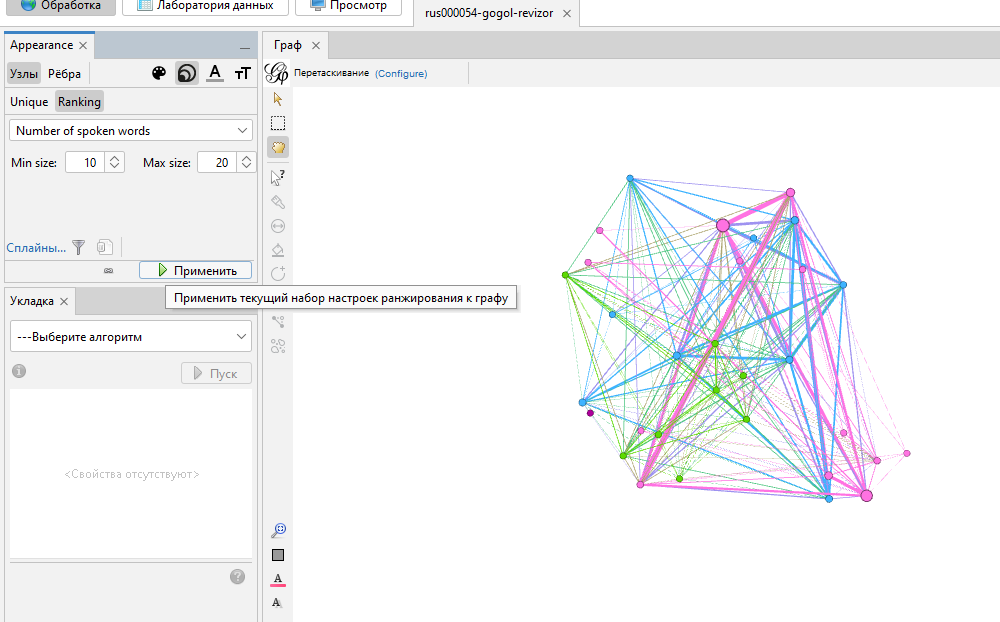 Обработка
Лаборатория данных
Просмотр
rus000054-gogol-revizor
Appearance
Граф
Узлы
Рёбра
Перетаскивание
(Configure)
Unique
Ranking
Number of spoken words
Min size:
10
Max size:
20
Сплайны...
Применить
Применить текущий набор настроек ранжирования к графу
Укладка
---Выберите алгоритм
Пуск
<Свойства отсутствуют>